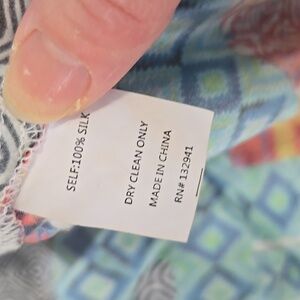 SELF:100% SILK
DRY CLEAN ONLY
MADE IN CHINA
RN# 132941